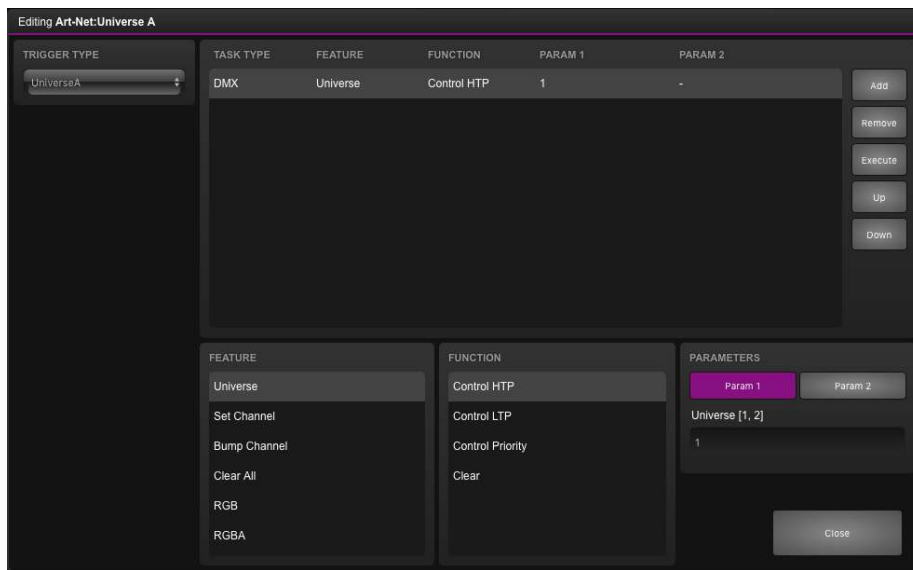 Editing Art-Net:Universe A
TRIGGER TYPE
UniverseA
TASK TYPE FEATURE FUNCTION PARAM 1 PARAM 2
DMX Universe Control HTP 1 -
Add
Remove
Execute
Up
Down
FEATURE
Universe
Set Channel
Bump Channel
Clear All
RGB
RGBA
FUNCTION
Control HTP
Control LTP
Control Priority
Clear
PARAMETERS
Param 1 Param 2
Universe [1, 2]
1
Close